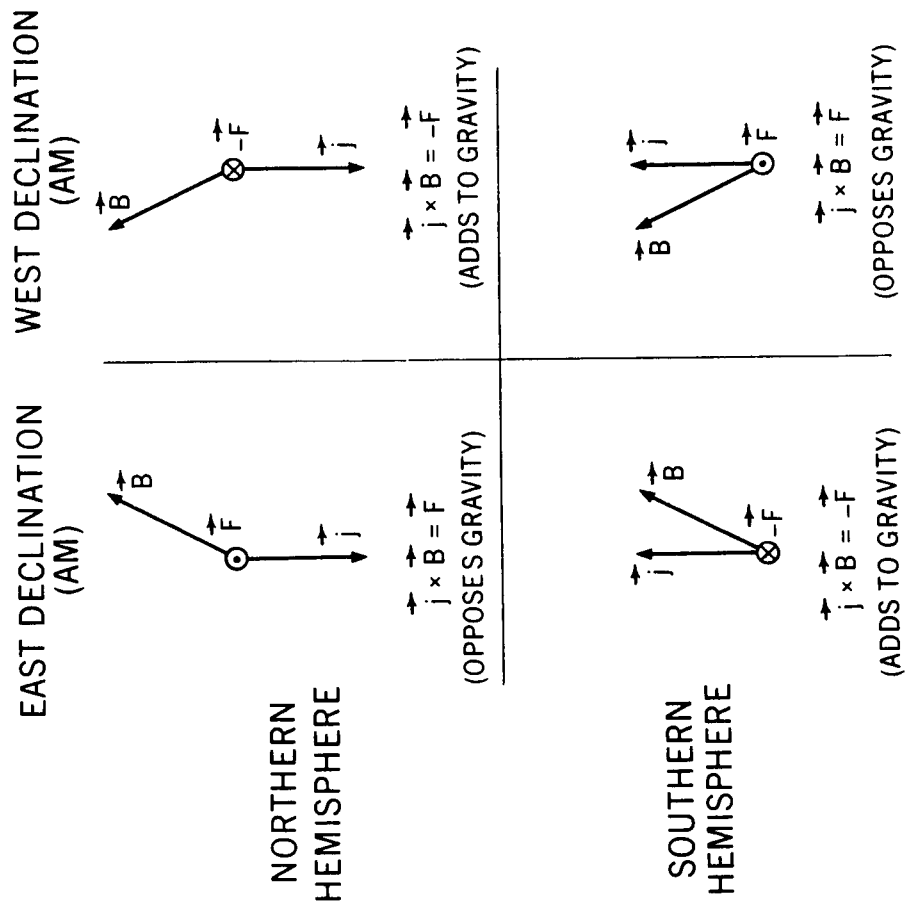 EAST DECLINATION
(AM)
WEST DECLINATION
(AM)
NORTHERN
HEMISPHERE
B⃗
F⃗
j⃗
j⃗ × B⃗ = F⃗
(OPPOSES GRAVITY)
B⃗
-F⃗
j⃗
j⃗ × B⃗ = -F⃗
(ADDS TO GRAVITY)
SOUTHERN
HEMISPHERE
j⃗
B⃗
-F⃗
j⃗ × B⃗ = -F⃗
(ADDS TO GRAVITY)
B⃗
j⃗
F⃗
j⃗ × B⃗ = F⃗
(OPPOSES GRAVITY)